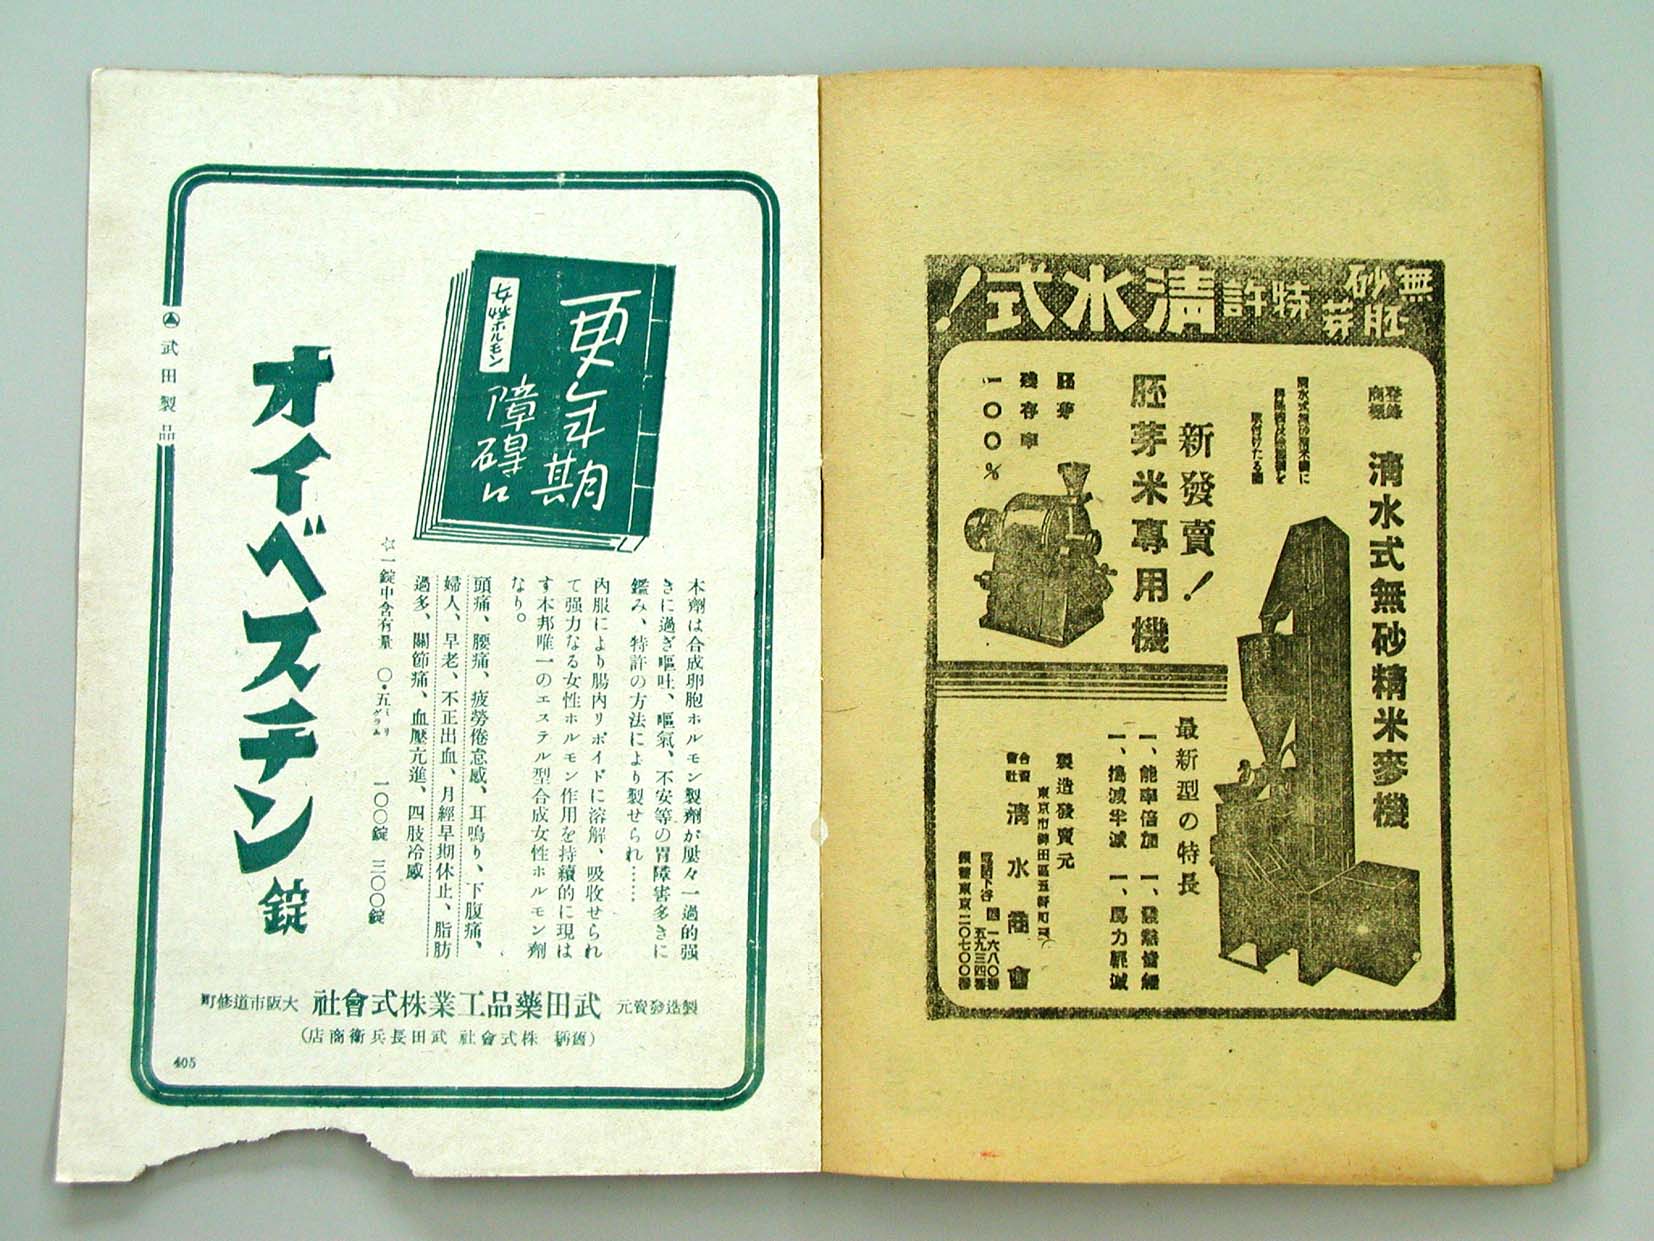 無砂
胚芽
特許
清水式！
登錄
商標
清水式無砂精米麥機
新發賣！
胚芽米專用機
胚芽
殘存率
一〇〇％
最新型の特長
一、能率倍加
一、搗減半減
一、馬力輕減
製造發賣元
合資
會社
清水商會
更年期
障碍に
女性ホルモン
本劑は合成卵胞ホルモン製劑が屢々一過的强
きに過ぎ嘔吐、嘔氣、不安等の胃障害多きに
鑑み、特許の方法により製せられ……
內服により腸內リポイドに溶解、吸收せられ
て强力なる女性ホルモン作用を持續的に現は
す本邦唯一のエステル型合成女性ホルモン劑
なり。
頭痛、腰痛、疲勞倦怠感、耳鳴り、下腹痛、
婦人、早老、不正出血、月經早期休止、脂肪
過多、關節痛、血壓亢進、四肢冷感
☆一錠中含有量 〇・五ミリグラム 一〇〇錠 三〇〇錠
オイベスチン錠
武田製品
製造發賣元 武田藥品工業株式會社 大阪市道修町
(舊稱 株式會社 武田長兵衞商店)
405